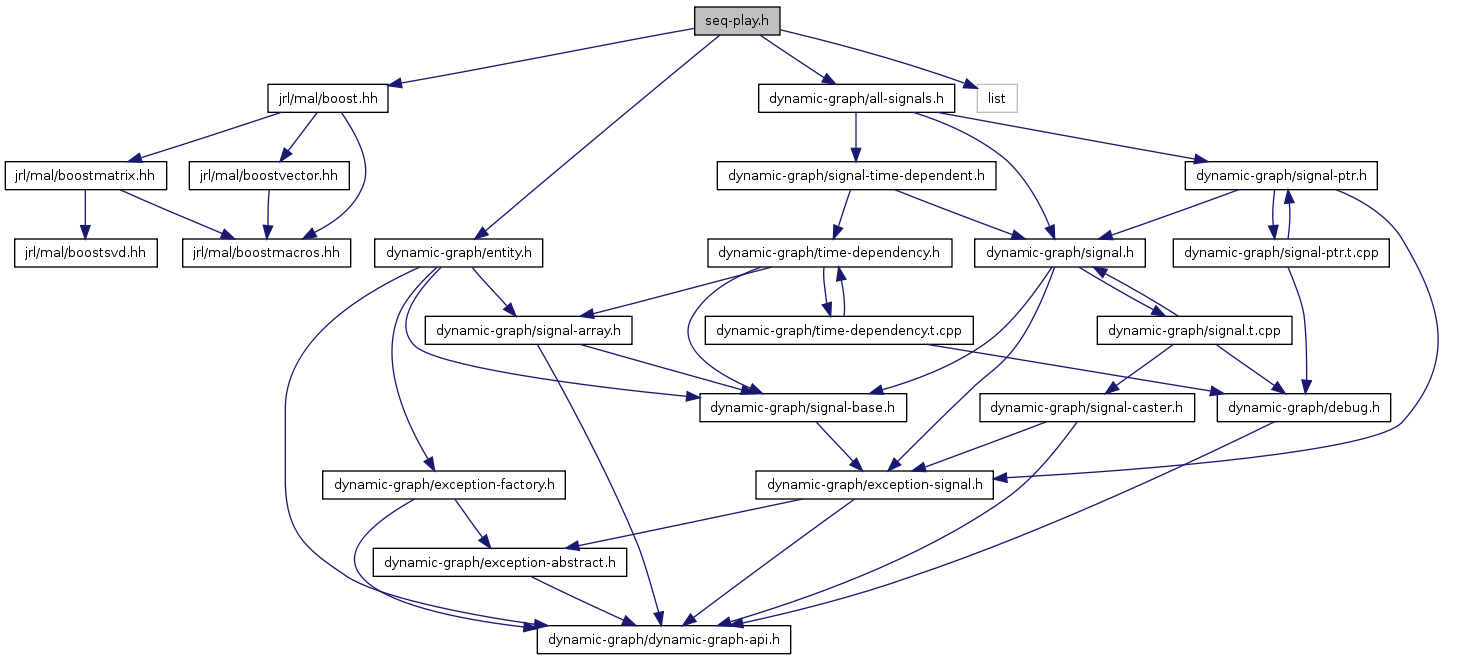 seq-play.h
jrl/mal/boost.hh
dynamic-graph/all-signals.h
list
jrl/mal/boostmatrix.hh
jrl/mal/boostvector.hh
dynamic-graph/signal-time-dependent.h
dynamic-graph/signal-ptr.h
jrl/mal/boostsvd.hh
jrl/mal/boostmacros.hh
dynamic-graph/entity.h
dynamic-graph/time-dependency.h
dynamic-graph/signal.h
dynamic-graph/signal-ptr.t.cpp
dynamic-graph/signal-array.h
dynamic-graph/time-dependency.t.cpp
dynamic-graph/signal.t.cpp
dynamic-graph/signal-base.h
dynamic-graph/signal-caster.h
dynamic-graph/debug.h
dynamic-graph/exception-factory.h
dynamic-graph/exception-signal.h
dynamic-graph/exception-abstract.h
dynamic-graph/dynamic-graph-api.h